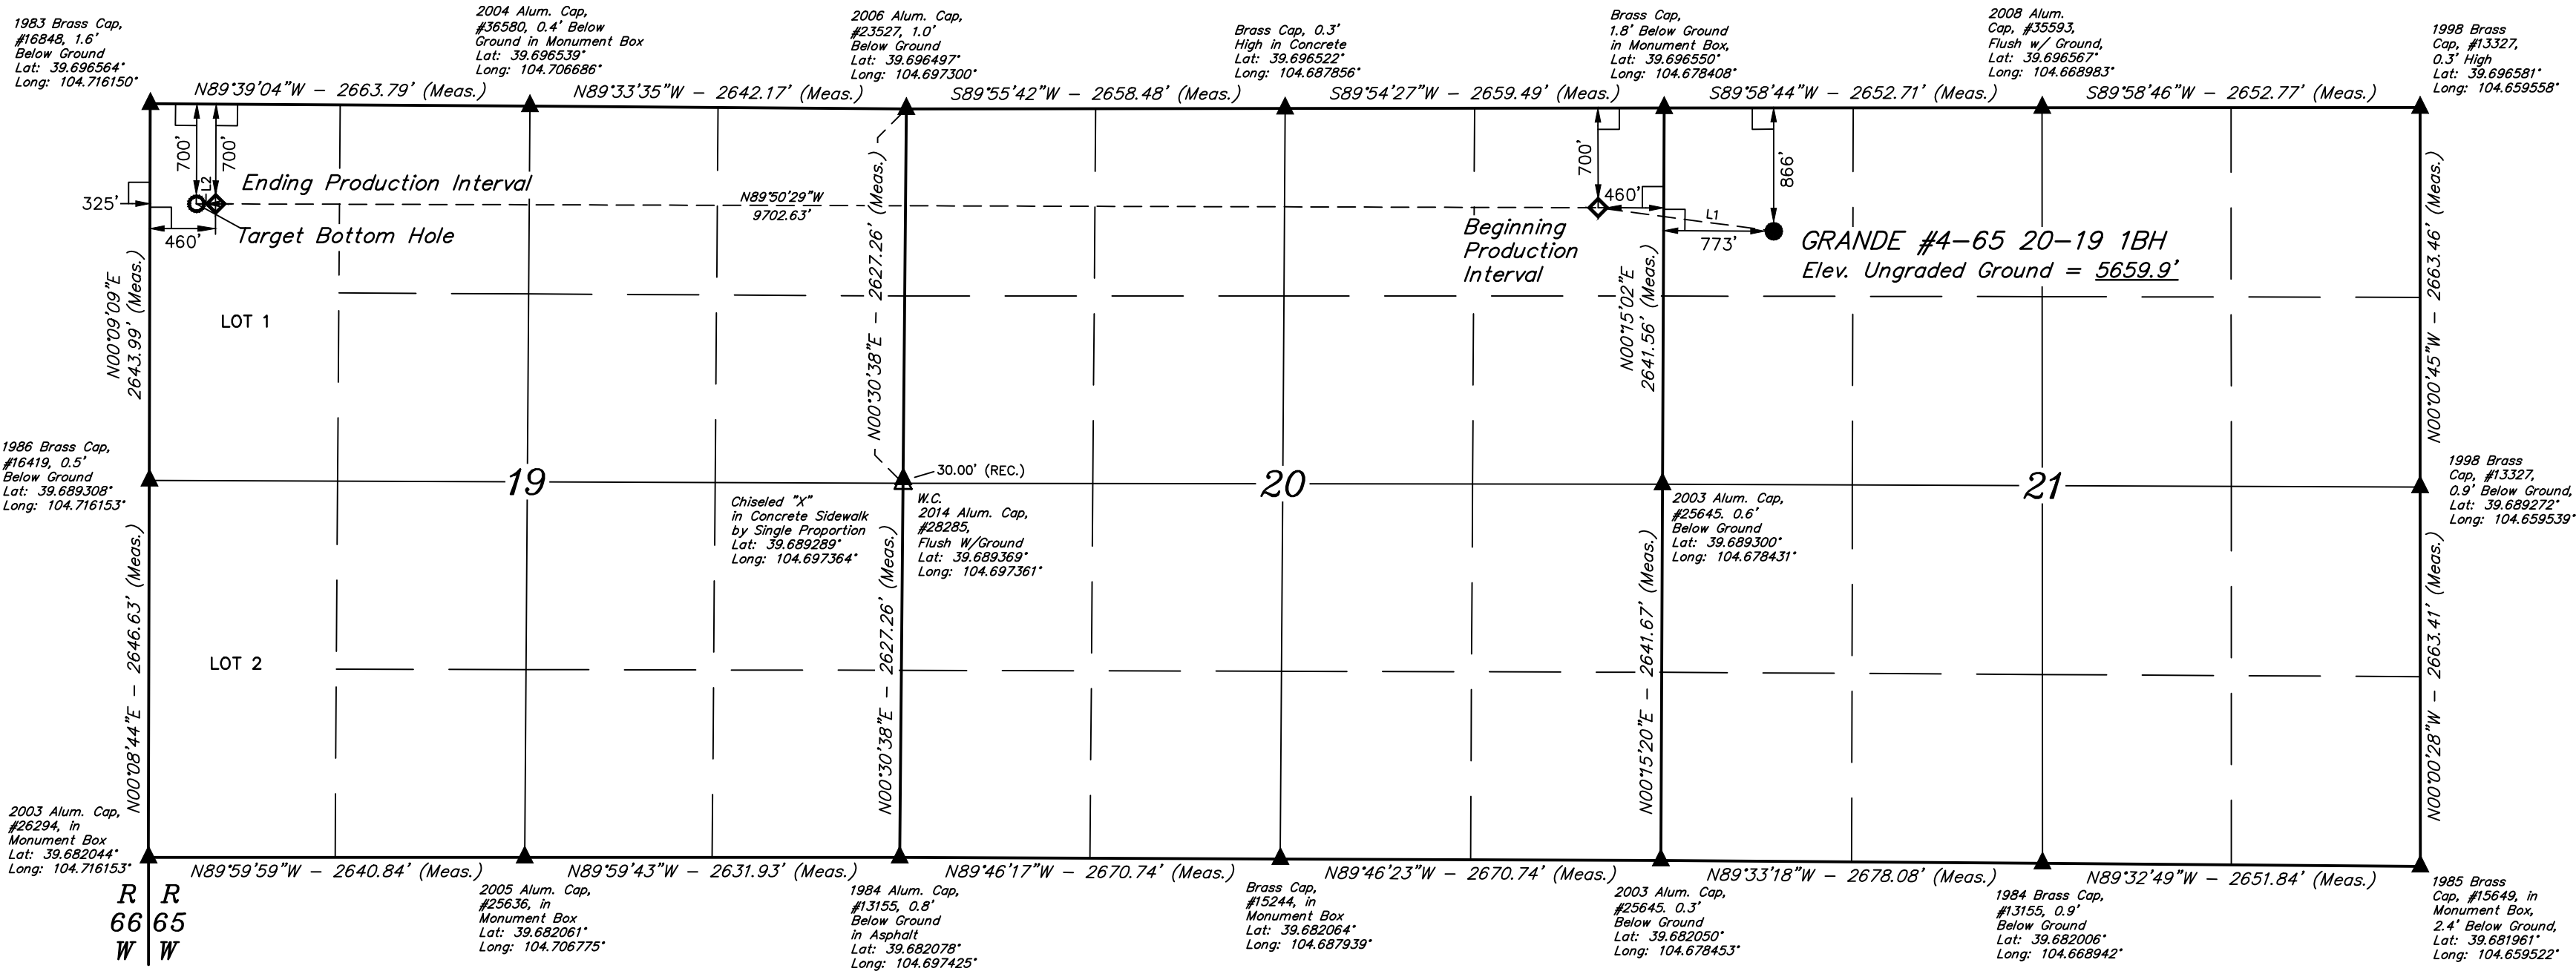 1983 Brass Cap,
#16848, 1.6'
Below Ground
Lat: 39.696564°
Long: 104.716150°
2004 Alum. Cap,
#36580, 0.4' Below
Ground in Monument Box
Lat: 39.696539°
Long: 104.706686°
2006 Alum. Cap,
#23527, 1.0'
Below Ground
Lat: 39.696497°
Long: 104.697300°
Brass Cap, 0.3'
High in Concrete
Lat: 39.696522°
Long: 104.687856°
Brass Cap,
1.8' Below Ground
in Monument Box,
Lat: 39.696550°
Long: 104.678408°
2008 Alum.
Cap, #35593,
Flush w/ Ground,
Lat: 39.696567°
Long: 104.668983°
1998 Brass
Cap, #13327,
0.3' High
Lat: 39.696581°
Long: 104.659558°
N89°39'04"W - 2663.79' (Meas.)
N89°33'35"W - 2642.17' (Meas.)
S89°55'42"W - 2658.48' (Meas.)
S89°54'27"W - 2659.49' (Meas.)
S89°58'44"W - 2652.71' (Meas.)
S89°58'46"W - 2652.77' (Meas.)
700'
700'
L2
Ending Production Interval
325'
460'
Target Bottom Hole
N89°50'29"W
9702.63'
700'
460'
Beginning
Production
Interval
L1
773'
866'
GRANDE #4-65 20-19 1BH
Elev. Ungraded Ground = 5659.9'
N00°09'09"E
2643.99' (Meas.)
N00°30'38"E - 2627.26' (Meas.)
N00°15'02"E
2641.56' (Meas.)
N00°00'45"W - 2663.46' (Meas.)
LOT 1
1986 Brass Cap,
#16419, 0.5'
Below Ground
Lat: 39.689308°
Long: 104.716153°
19
20
21
30.00' (REC.)
Chiseled "X"
in Concrete Sidewalk
by Single Proportion
Lat: 39.689289°
Long: 104.697364°
W.C.
2014 Alum. Cap,
#28285,
Flush W/Ground
Lat: 39.689369°
Long: 104.697361°
2003 Alum. Cap,
#25645. 0.6'
Below Ground
Lat: 39.689300°
Long: 104.678431°
1998 Brass
Cap, #13327,
0.9' Below Ground,
Lat: 39.689272°
Long: 104.659539°
N00°08'44"E - 2646.63' (Meas.)
N00°30'38"E - 2627.26' (Meas.)
N00°15'20"E - 2641.67' (Meas.)
N00°00'28"W - 2663.41' (Meas.)
LOT 2
2003 Alum. Cap,
#26294, in
Monument Box
Lat: 39.682044°
Long: 104.716153°
N89°59'59"W - 2640.84' (Meas.)
N89°59'43"W - 2631.93' (Meas.)
N89°46'17"W - 2670.74' (Meas.)
N89°46'23"W - 2670.74' (Meas.)
N89°33'18"W - 2678.08' (Meas.)
N89°32'49"W - 2651.84' (Meas.)
R R
66 65
W W
2005 Alum. Cap,
#25636, in
Monument Box
Lat: 39.682061°
Long: 104.706775°
1984 Alum. Cap,
#13155, 0.8'
Below Ground
in Asphalt
Lat: 39.682078°
Long: 104.697425°
Brass Cap,
#15244, in
Monument Box
Lat: 39.682064°
Long: 104.687939°
2003 Alum. Cap,
#25645. 0.3'
Below Ground
Lat: 39.682050°
Long: 104.678453°
1984 Brass Cap,
#13155, 0.9'
Below Ground
Lat: 39.682006°
Long: 104.668942°
1985 Brass
Cap, #15649, in
Monument Box,
2.4' Below Ground,
Lat: 39.681961°
Long: 104.659522°